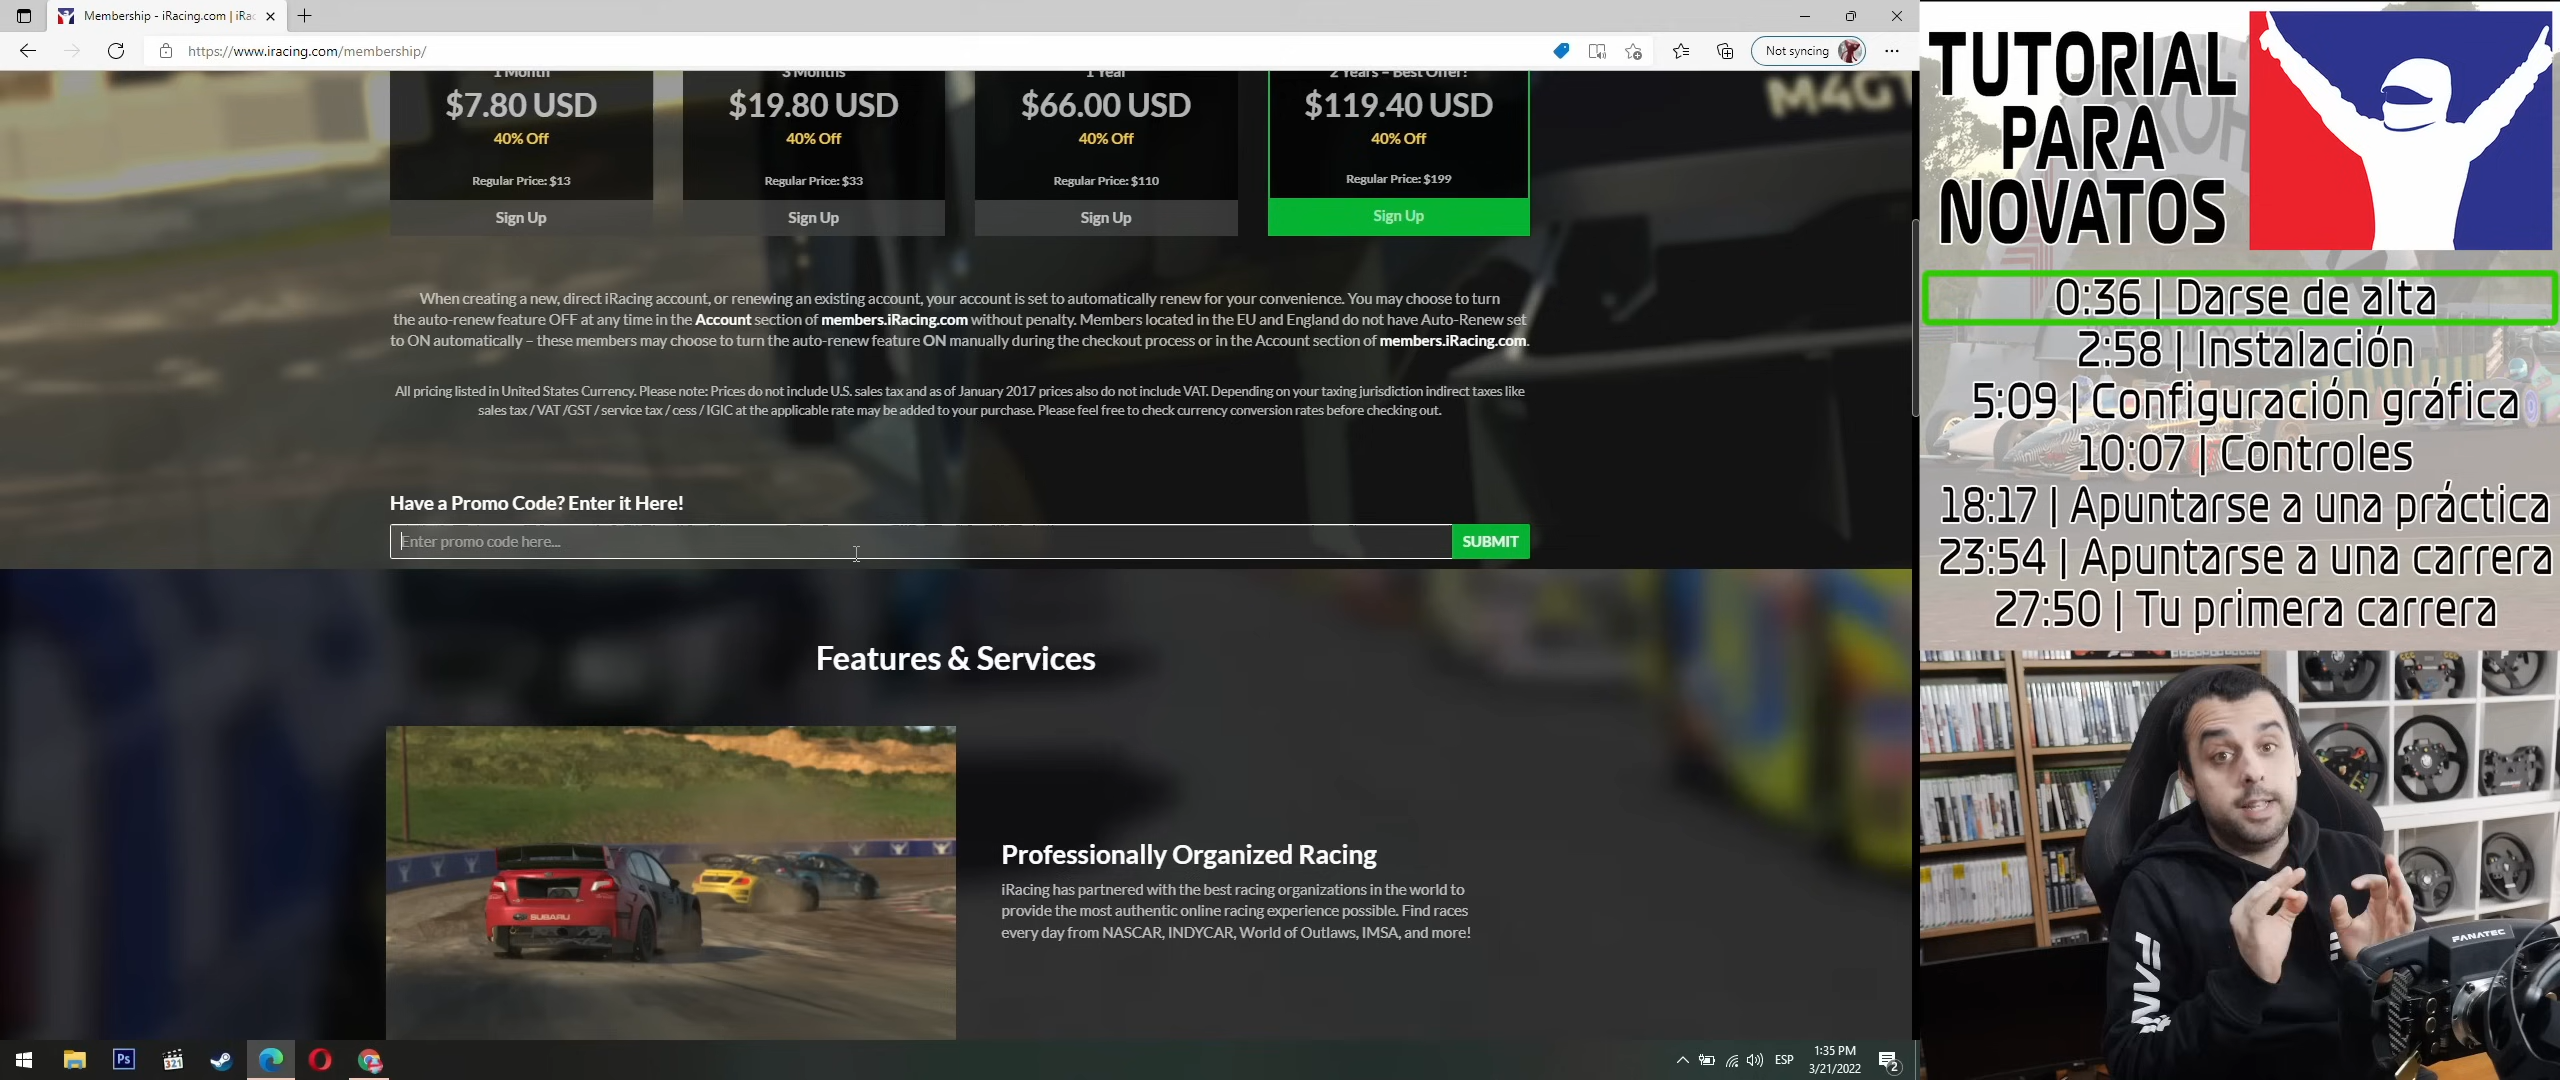 Membership - iRacing.com | iRac
https://www.iracing.com/membership/
Not syncing
1 Month
$7.80 USD
40% Off
Regular Price: $13
Sign Up
3 Months
$19.80 USD
40% Off
Regular Price: $33
Sign Up
1 Year
$66.00 USD
40% Off
Regular Price: $110
Sign Up
2 Years – Best Offer!
$119.40 USD
40% Off
Regular Price: $199
Sign Up
When creating a new, direct iRacing account, or renewing an existing account, your account is set to automatically renew for your convenience. You may choose to turn
the auto-renew feature OFF at any time in the Account section of members.iRacing.com without penalty. Members located in the EU and England do not have Auto-Renew set
to ON automatically – these members may choose to turn the auto-renew feature ON manually during the checkout process or in the Account section of members.iRacing.com.
All pricing listed in United States Currency. Please note: Prices do not include U.S. sales tax and as of January 2017 prices also do not include VAT. Depending on your taxing jurisdiction indirect taxes like
sales tax / VAT /GST / service tax / cess / IGIC at the applicable rate may be added to your purchase. Please feel free to check currency conversion rates before checking out.
Have a Promo Code? Enter it Here!
Enter promo code here...
SUBMIT
Features & Services
SUBARU
Professionally Organized Racing
iRacing has partnered with the best racing organizations in the world to
provide the most authentic online racing experience possible. Find races
every day from NASCAR, INDYCAR, World of Outlaws, IMSA, and more!
Ps
321
ESP
1:35 PM
3/21/2022
2
TUTORIAL
PARA
NOVATOS
0:36 | Darse de alta
2:58 | Instalación
5:09 | Configuración gráfica
10:07 | Controles
18:17 | Apuntarse a una práctica
23:54 | Apuntarse a una carrera
27:50 | Tu primera carrera
FANATEC